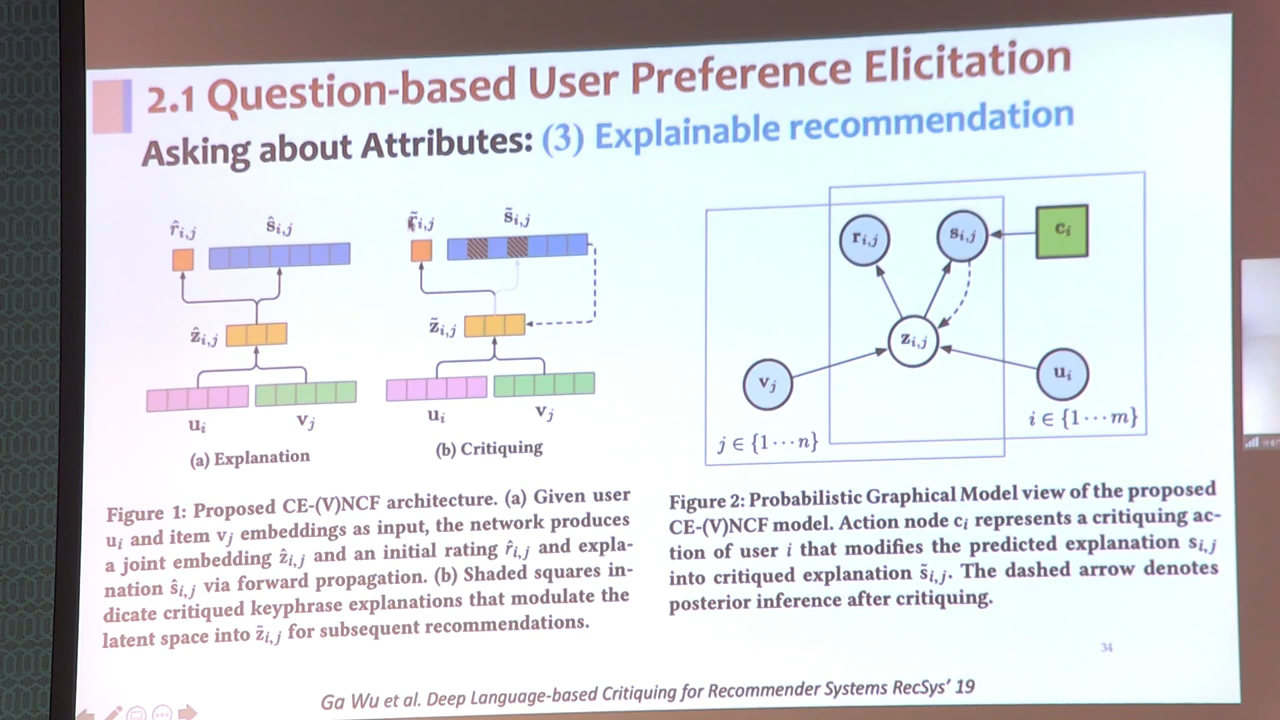 2.1 Question-based User Preference Elicitation
Asking about Attributes: (3) Explainable recommendation
r̂i,j
ŝi,j
ẑi,j
ui
vj
(a) Explanation
r̃i,j
s̃i,j
z̃i,j
ui
vj
(b) Critiquing
ri,j
si,j
ci
zi,j
vj
ui
j ∈ {1⋯n}
i ∈ {1⋯m}
Figure 1: Proposed CE-(V)NCF architecture. (a) Given user
ui and item vj embeddings as input, the network produces
a joint embedding ẑi,j and an initial rating r̂i,j and expla-
nation ŝi,j via forward propagation. (b) Shaded squares in-
dicate critiqued keyphrase explanations that modulate the
latent space into z̃i,j for subsequent recommendations.
Figure 2: Probabilistic Graphical Model view of the proposed
CE-(V)NCF model. Action node ci represents a critiquing ac-
tion of user i that modifies the predicted explanation si,j
into critiqued explanation s̃i,j. The dashed arrow denotes
posterior inference after critiquing.
34
Ga Wu et al. Deep Language-based Critiquing for Recommender Systems RecSys' 19